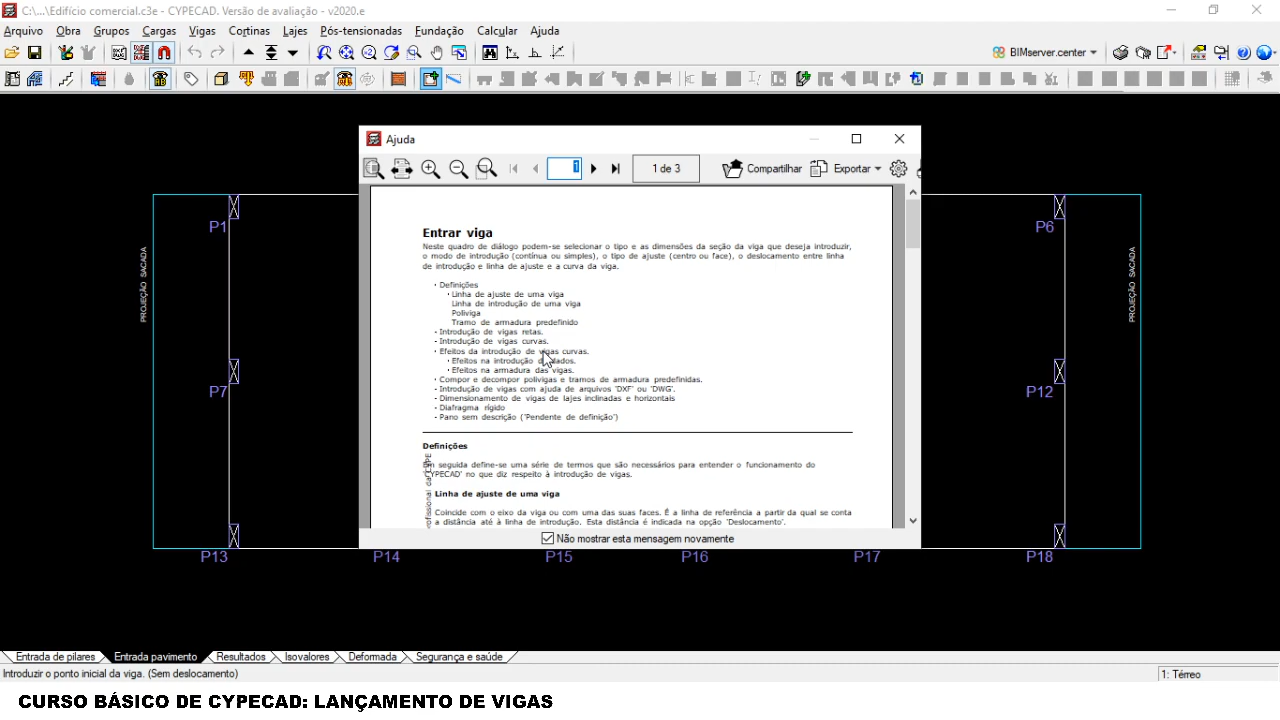 C:\...\Edifício comercial.c3e - CYPECAD. Versão de avaliação - v2020.e
Arquivo Obra Grupos Cargas Vigas Cortinas Lajes Pós-tensionadas Fundação Calcular Ajuda
BIMserver.center
Ajuda
1 1 de 3 Compartilhar Exportar
Entrar viga
Neste quadro de diálogo podem-se selecionar o tipo e as dimensões da seção da viga que deseja introduzir,
o modo de introdução (contínua ou simples), o tipo de ajuste (centro ou face), o deslocamento entre linha
de introdução e linha de ajuste e a curva da viga.
· Definições
· Linha de ajuste de uma viga
Linha de introdução de uma viga
Poliviga
Tramo de armadura predefinido
- Introdução de vigas retas.
- Introdução de vigas curvas.
· Efeitos da introdução de vigas curvas.
· Efeitos na introdução de dados.
- Efeitos na armadura das vigas.
· Compor e decompor polivigas e tramos de armadura predefinidas.
- Introdução de vigas com ajuda de arquivos 'DXF' ou 'DWG'.
- Dimensionamento de vigas de lajes inclinadas e horizontais
- Diafragma rígido
- Pano sem descrição ('Pendente de definição')
Definições
Em seguida define-se uma série de termos que são necessários para entender o funcionamento do
'CYPECAD' no que diz respeito à introdução de vigas.
Linha de ajuste de uma viga
Coincide com o eixo da viga ou com uma das suas faces. É a linha de referência a partir da qual se conta
a distância até à linha de introdução. Esta distância é indicada na opção 'Deslocamento'.
ofissional da CYPE
Não mostrar esta mensagem novamente
P1
P6
PROJEÇÃO SACADA
PROJEÇÃO SACADA
P7
P12
P13 P14 P15 P16 P17 P18
Entrada de pilares Entrada pavimento Resultados Isovalores Deformada Segurança e saúde
Introduzir o ponto inicial da viga. (Sem deslocamento)
1: Térreo
CURSO BÁSICO DE CYPECAD: LANÇAMENTO DE VIGAS